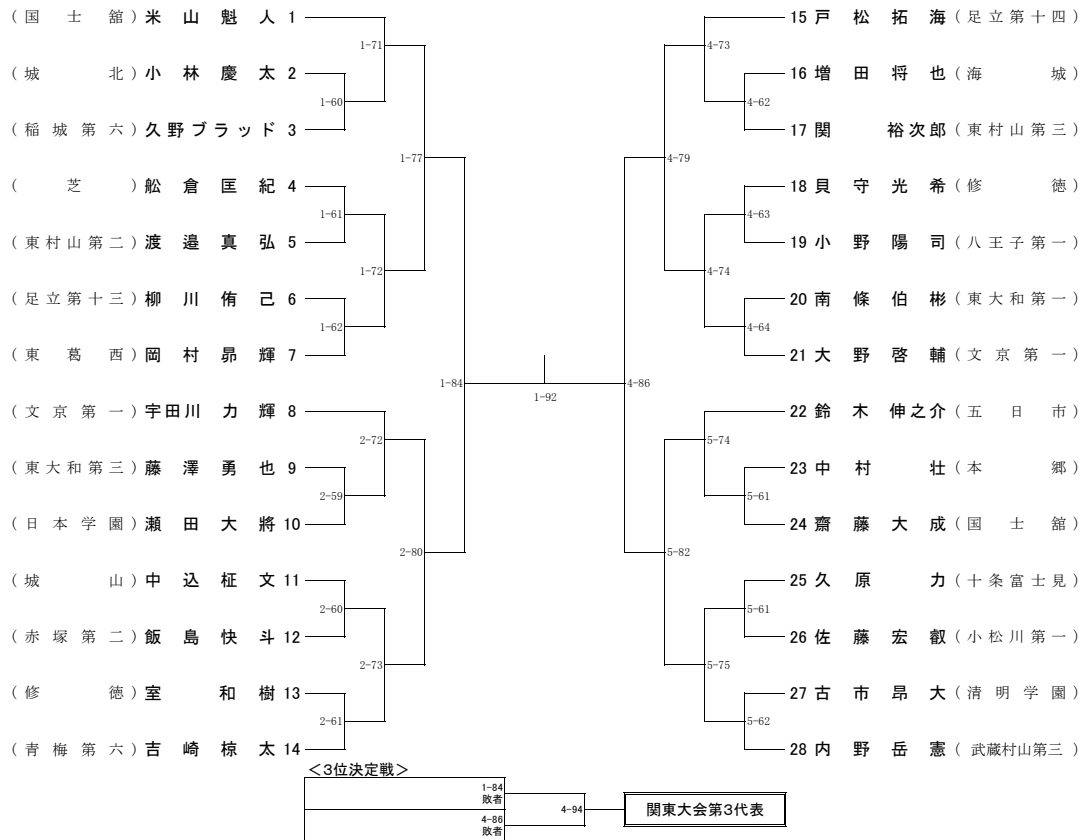 (国士舘) 米山魁人 1
(城北) 小林慶太 2
(稲城第六) 久野ブラッド 3
(芝) 舩倉匡紀 4
(東村山第二) 渡邉真弘 5
(足立第十三) 柳川侑己 6
(東葛西) 岡村昴輝 7
(文京第一) 宇田川力輝 8
(東大和第三) 藤澤勇也 9
(日本学園) 瀬田大將 10
(城山) 中込柾文 11
(赤塚第二) 飯島快斗 12
(修徳) 室和樹 13
(青梅第六) 吉崎椋太 14
1-71
1-60
1-77
1-61
1-72
1-62
1-84
2-72
2-59
2-80
2-60
2-73
2-61
1-92
15 戸松拓海 (足立第十四)
16 増田将也 (海城)
17 関裕次郎 (東村山第三)
18 貝守光希 (修徳)
19 小野陽司 (八王子第一)
20 南條伯彬 (東大和第一)
21 大野啓輔 (文京第一)
22 鈴木伸之介 (五日市)
23 中村壮 (本郷)
24 齋藤大成 (国士舘)
25 久原力 (十条富士見)
26 佐藤宏叡 (小松川第一)
27 古市昂大 (清明学園)
28 内野岳憲 (武蔵村山第三)
4-73
4-62
4-79
4-63
4-74
4-64
4-86
5-74
5-61
5-82
5-61
5-75
5-62
<3位決定戦>
1-84
敗者
4-86
敗者
4-94
関東大会第3代表